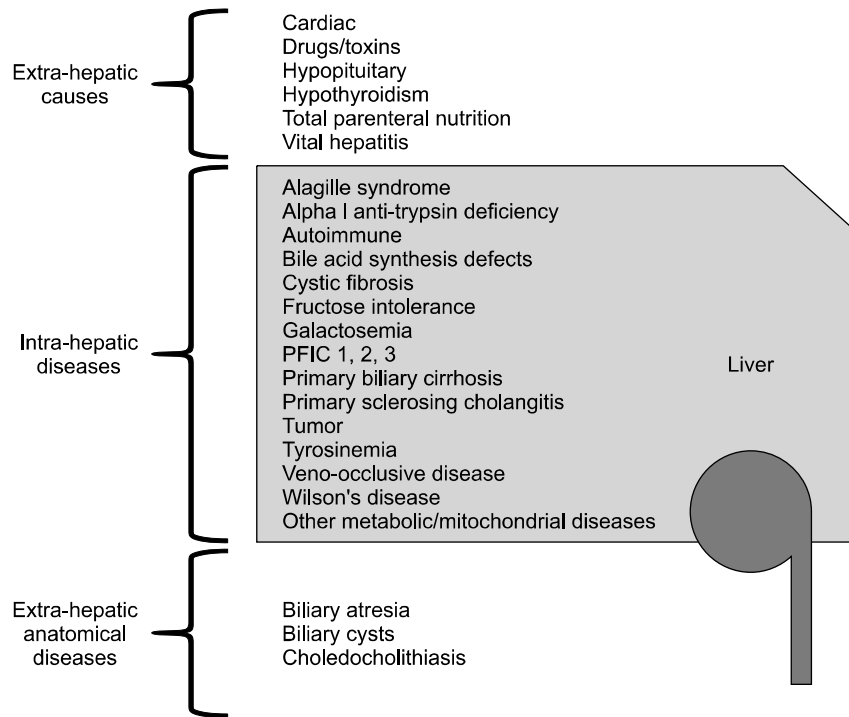 Extra-hepatic
causes
Cardiac
Drugs/toxins
Hypopituitary
Hypothyroidism
Total parenteral nutrition
Vital hepatitis
Intra-hepatic
diseases
Alagille syndrome
Alpha I anti-trypsin deficiency
Autoimmune
Bile acid synthesis defects
Cystic fibrosis
Fructose intolerance
Galactosemia
PFIC 1, 2, 3
Primary biliary cirrhosis
Primary sclerosing cholangitis
Tumor
Tyrosinemia
Veno-occlusive disease
Wilson's disease
Other metabolic/mitochondrial diseases
Liver
Extra-hepatic
anatomical
diseases
Biliary atresia
Biliary cysts
Choledocholithiasis